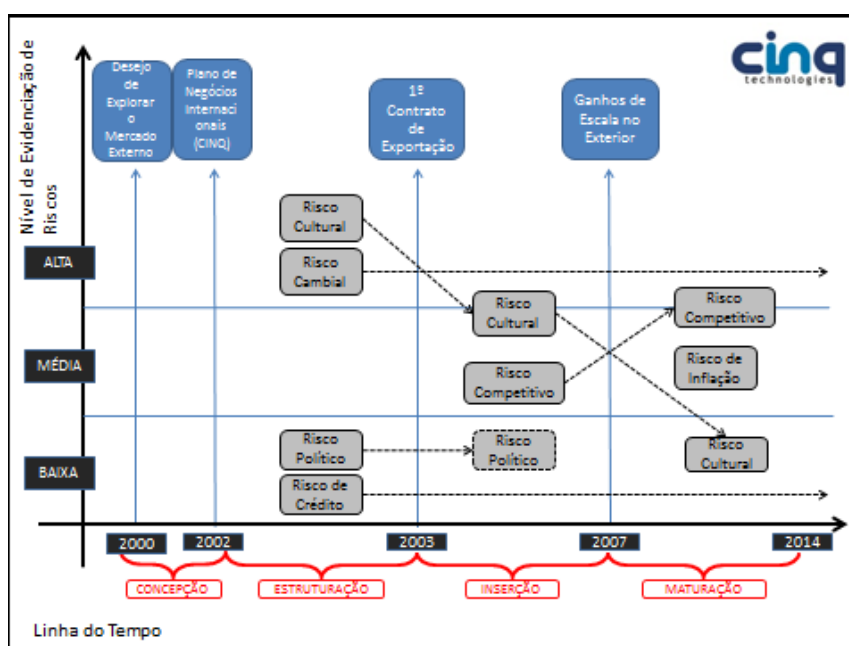 cinq
technologies
Nível de Evidenciação de
Riscos
Desejo
de
Explorar
o
Mercado
Externo
Plano de
Negócios
Internaci
onais
(CINQ)
1º
Contrato
de
Exportação
Ganhos de
Escala no
Exterior
Risco
Cultural
ALTA
Risco
Cambial
Risco
Cultural
Risco
Competitivo
MÉDIA
Risco
Competitivo
Risco de
Inflação
Risco
Político
Risco
Político
Risco
Cultural
BAIXA
Risco de
Crédito
2000
2002
2003
2007
2014
CONCEPÇÃO
ESTRUTURAÇÃO
INSERÇÃO
MATURAÇÃO
Linha do Tempo